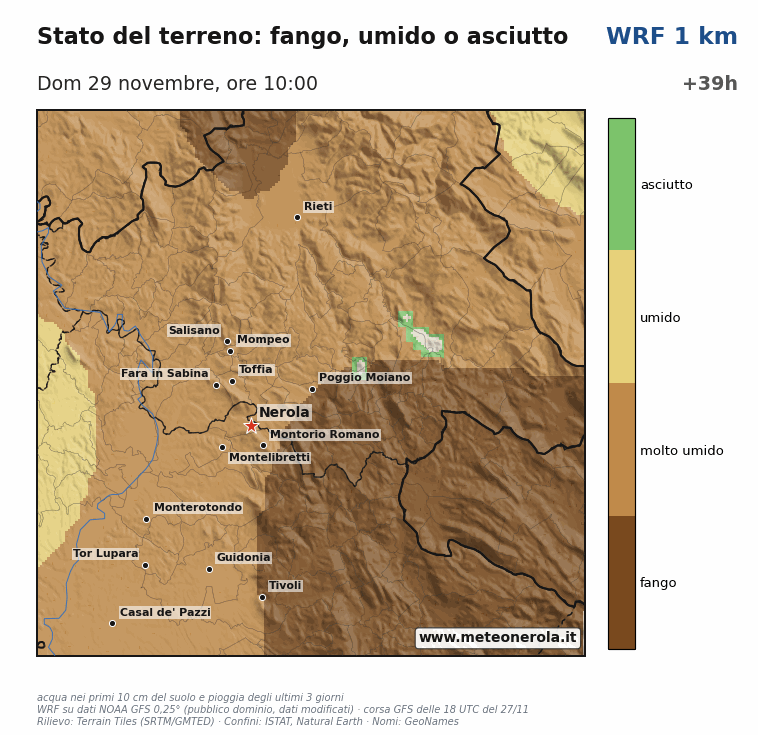 Stato del terreno: fango, umido o asciutto
WRF 1 km
Dom 29 novembre, ore 10:00
+39h
Rieti
Salisano
Mompeo
Fara in Sabina
Toffia
Poggio Moiano
Nerola
Montorio Romano
Montelibretti
Monterotondo
Tor Lupara
Guidonia
Tivoli
Casal de' Pazzi
www.meteonerola.it
asciutto
umido
molto umido
fango
acqua nei primi 10 cm del suolo e pioggia degli ultimi 3 giorni
WRF su dati NOAA GFS 0,25° (pubblico dominio, dati modificati) · corsa GFS delle 18 UTC del 27/11
Rilievo: Terrain Tiles (SRTM/GMTED) · Confini: ISTAT, Natural Earth · Nomi: GeoNames